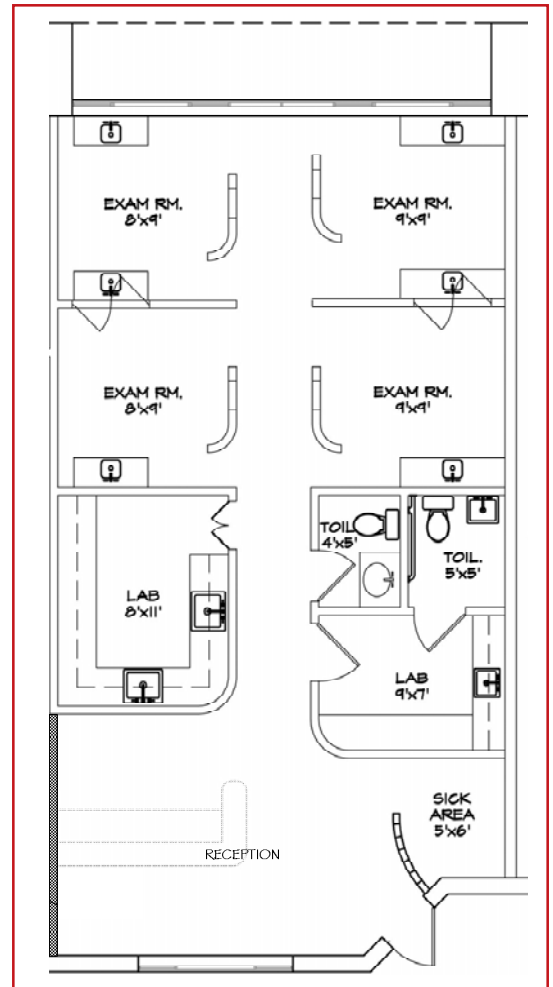 EXAM RM.
8'x9'
EXAM RM.
9'x9'
EXAM RM.
8'x9'
EXAM RM.
9'x9'
TOIL.
4'x5'
TOIL.
5'x5'
LAB
8'x11'
LAB
9'x7'
SICK
AREA
5'x6'
RECEPTION